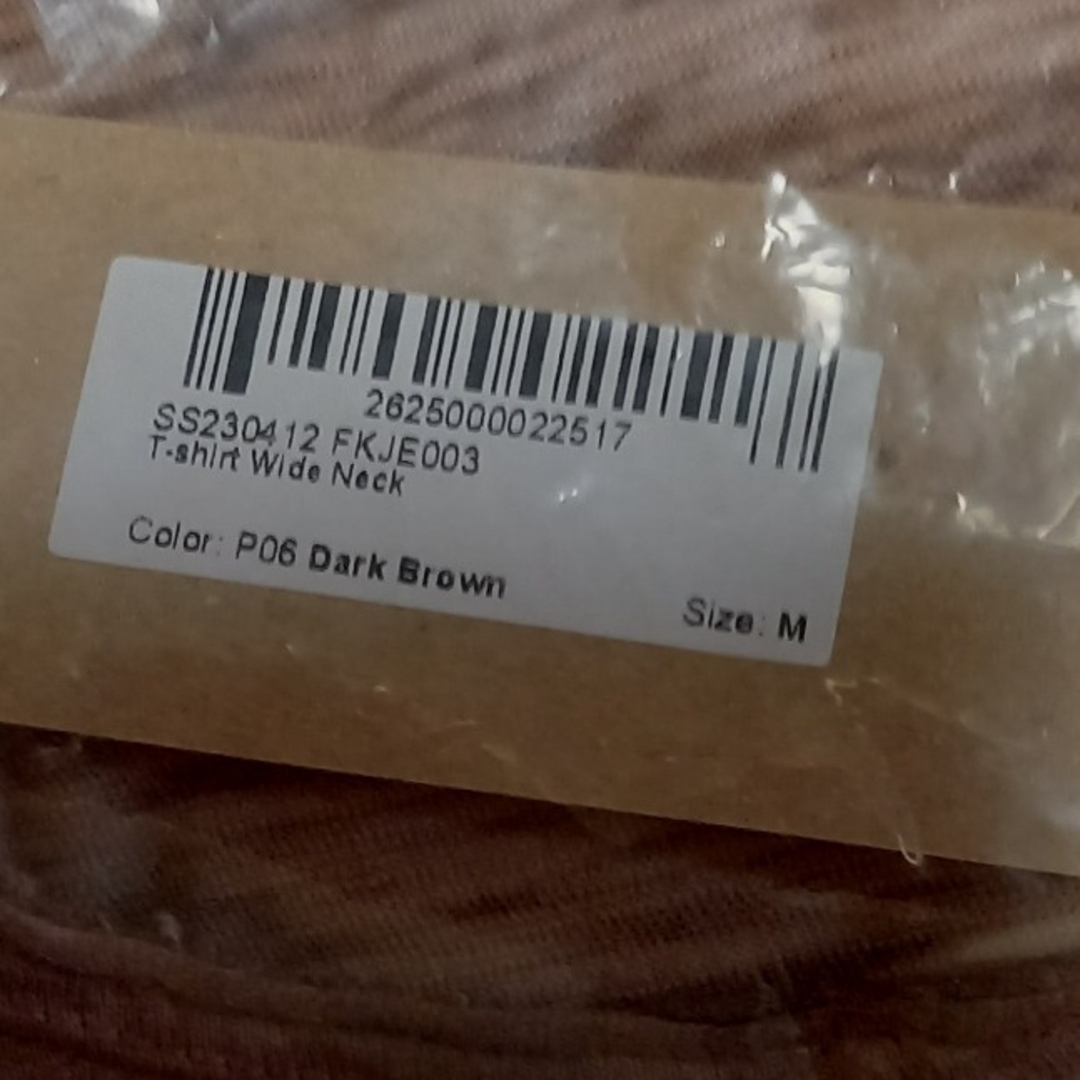 2625000022517
SS230412 FKJE003
T-shirt Wide Neck
Color: P06 Dark Brown
Size: M